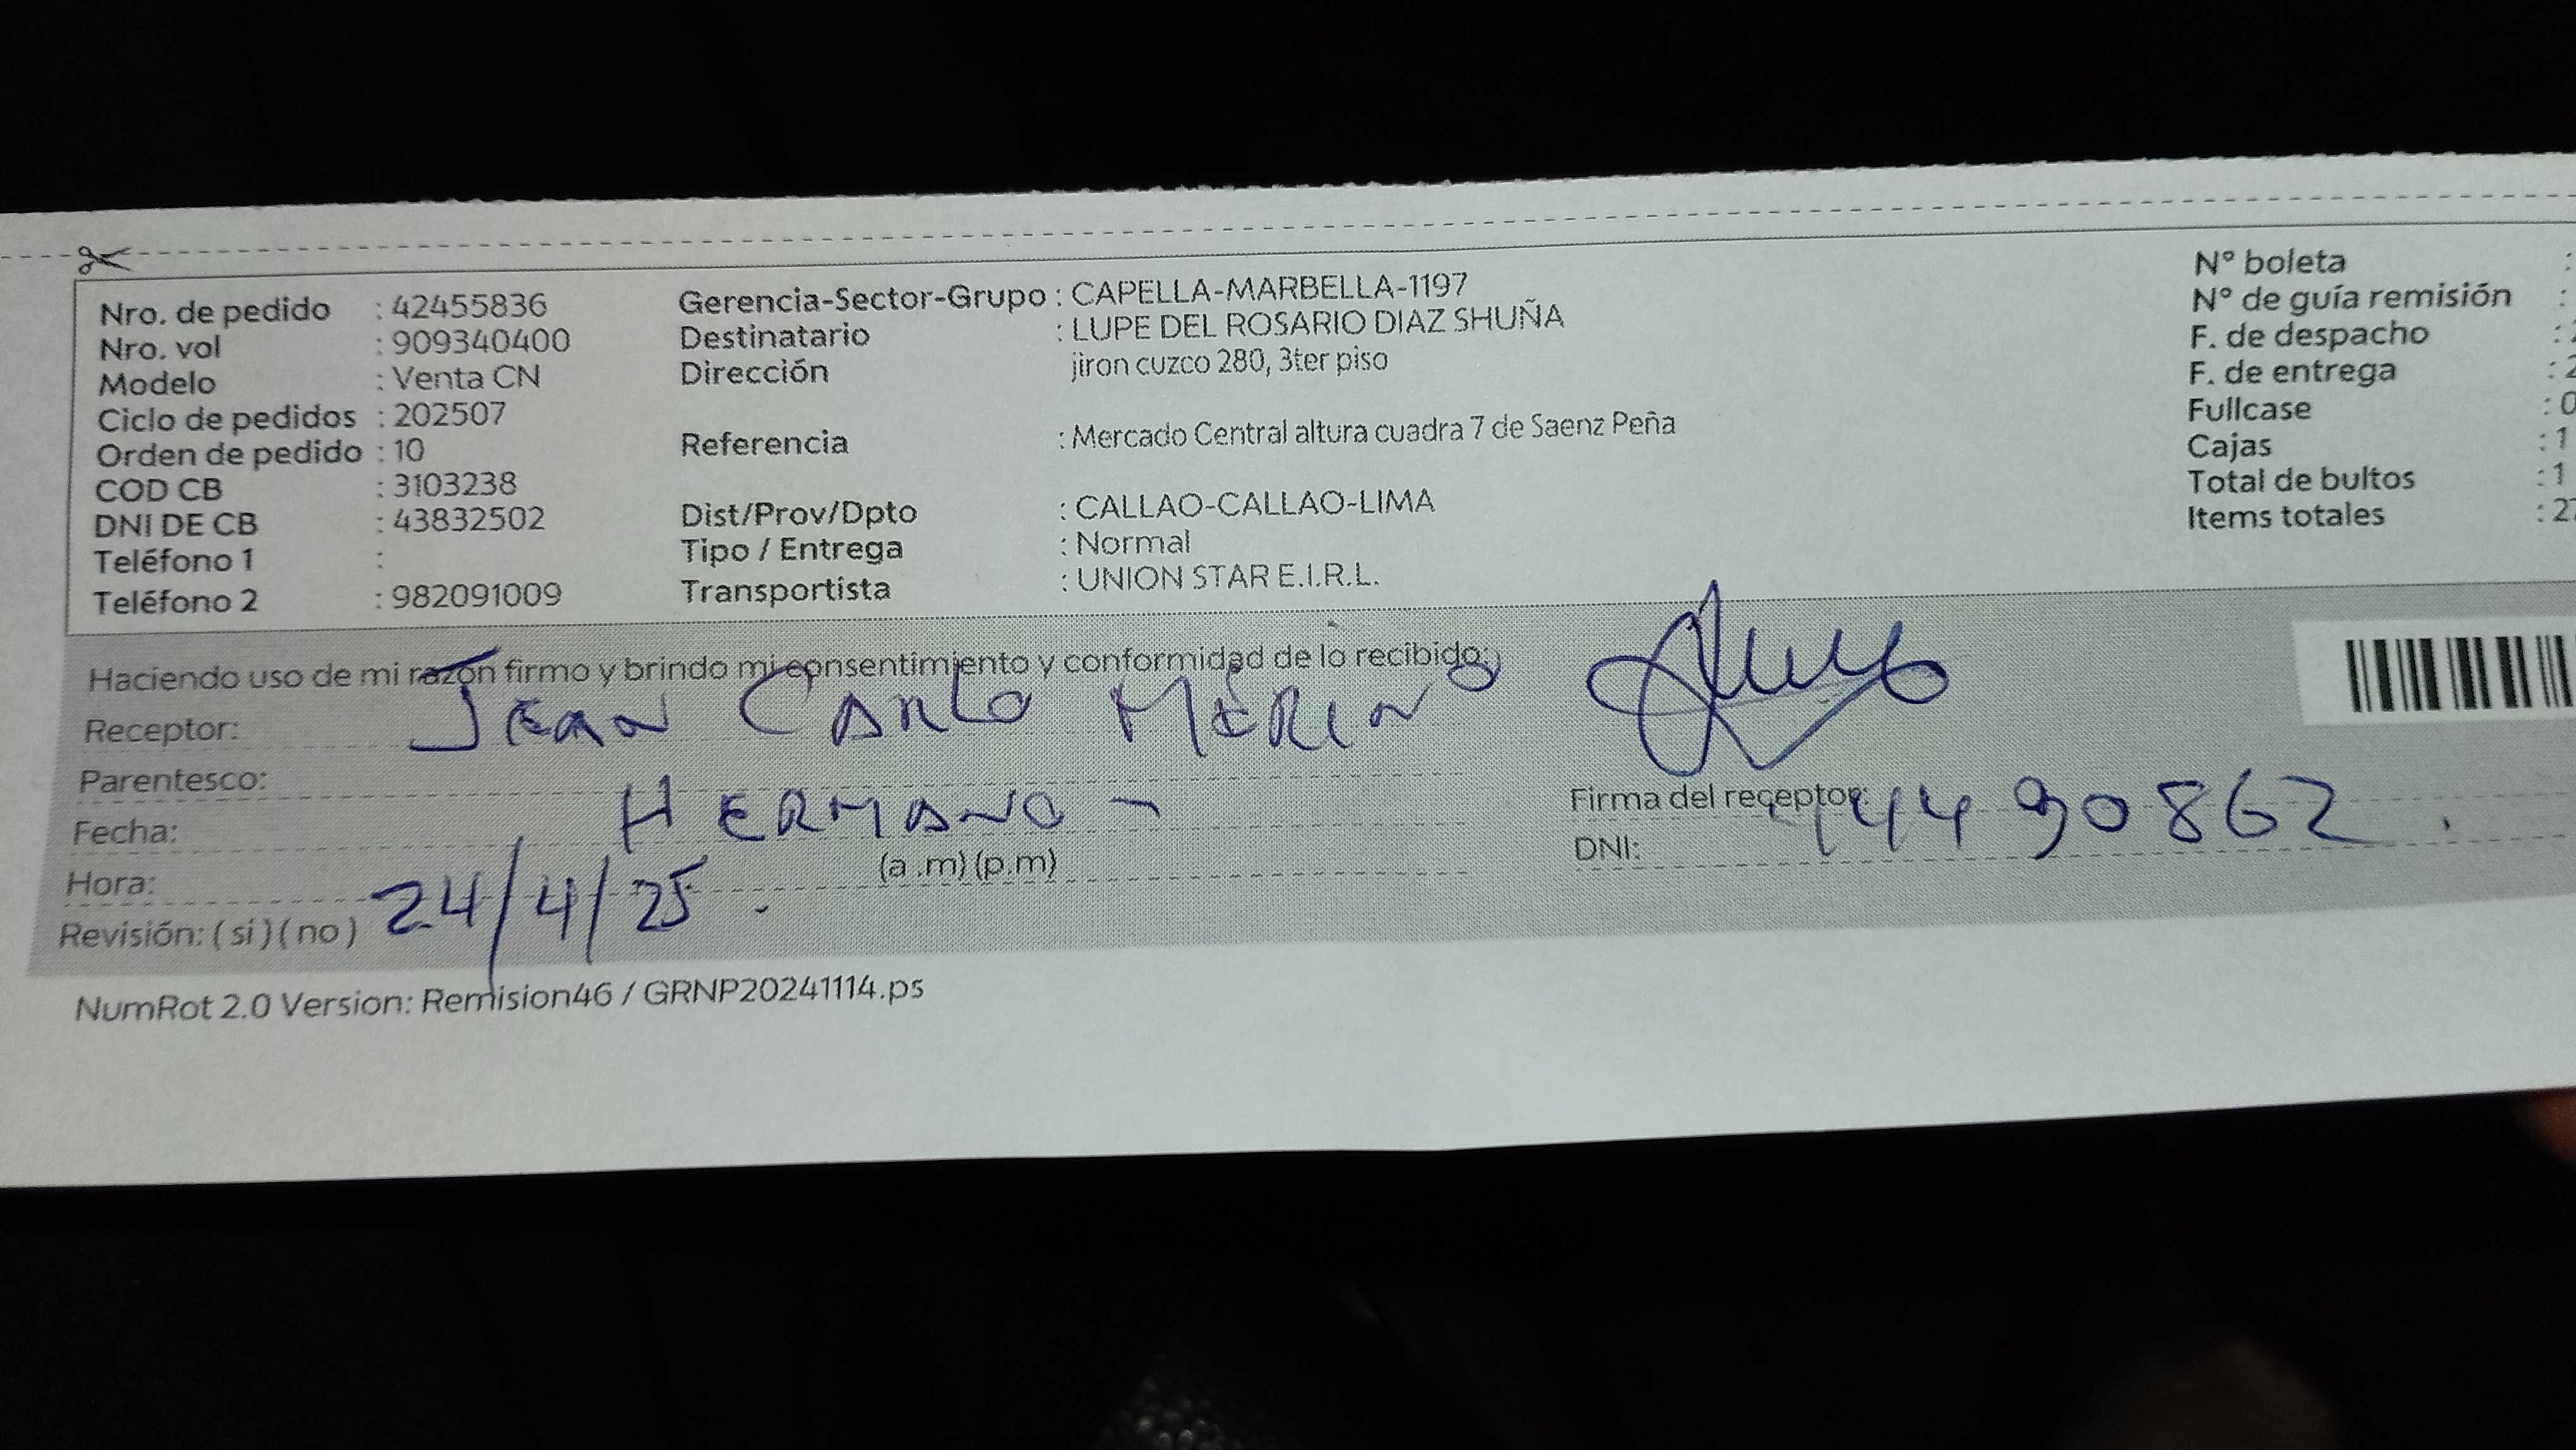 Nro. de pedido : 42455836
Nro. vol : 909340400
Modelo : Venta CN
Ciclo de pedidos : 202507
Orden de pedido : 10
COD CB : 3103238
DNI DE CB : 43832502
Teléfono 1 :
Teléfono 2 : 982091009
Gerencia-Sector-Grupo : CAPELLA-MARBELLA-1197
Destinatario : LUPE DEL ROSARIO DIAZ SHUÑA
Dirección jiron cuzco 280, 3ter piso
Referencia : Mercado Central altura cuadra 7 de Saenz Peña
Dist/Prov/Dpto : CALLAO-CALLAO-LIMA
Tipo / Entrega : Normal
Transportista : UNION STAR E.I.R.L.
N° boleta :
N° de guía remisión :
F. de despacho :
F. de entrega : 2
Fullcase : 0
Cajas : 1
Total de bultos : 1
Items totales : 2
Haciendo uso de mi razón firmo y brindo mi consentimiento y conformidad de lo recibido:
Receptor: JEAN CARLO MERINO
Parentesco: HERMANO -
Fecha:
Hora: (a .m) (p.m)
24/4/25 .
Revisión: ( si ) ( no )
Firma del receptor:
DNI: 44490862 .
NumRot 2.0 Version: Remision46 / GRNP20241114.ps